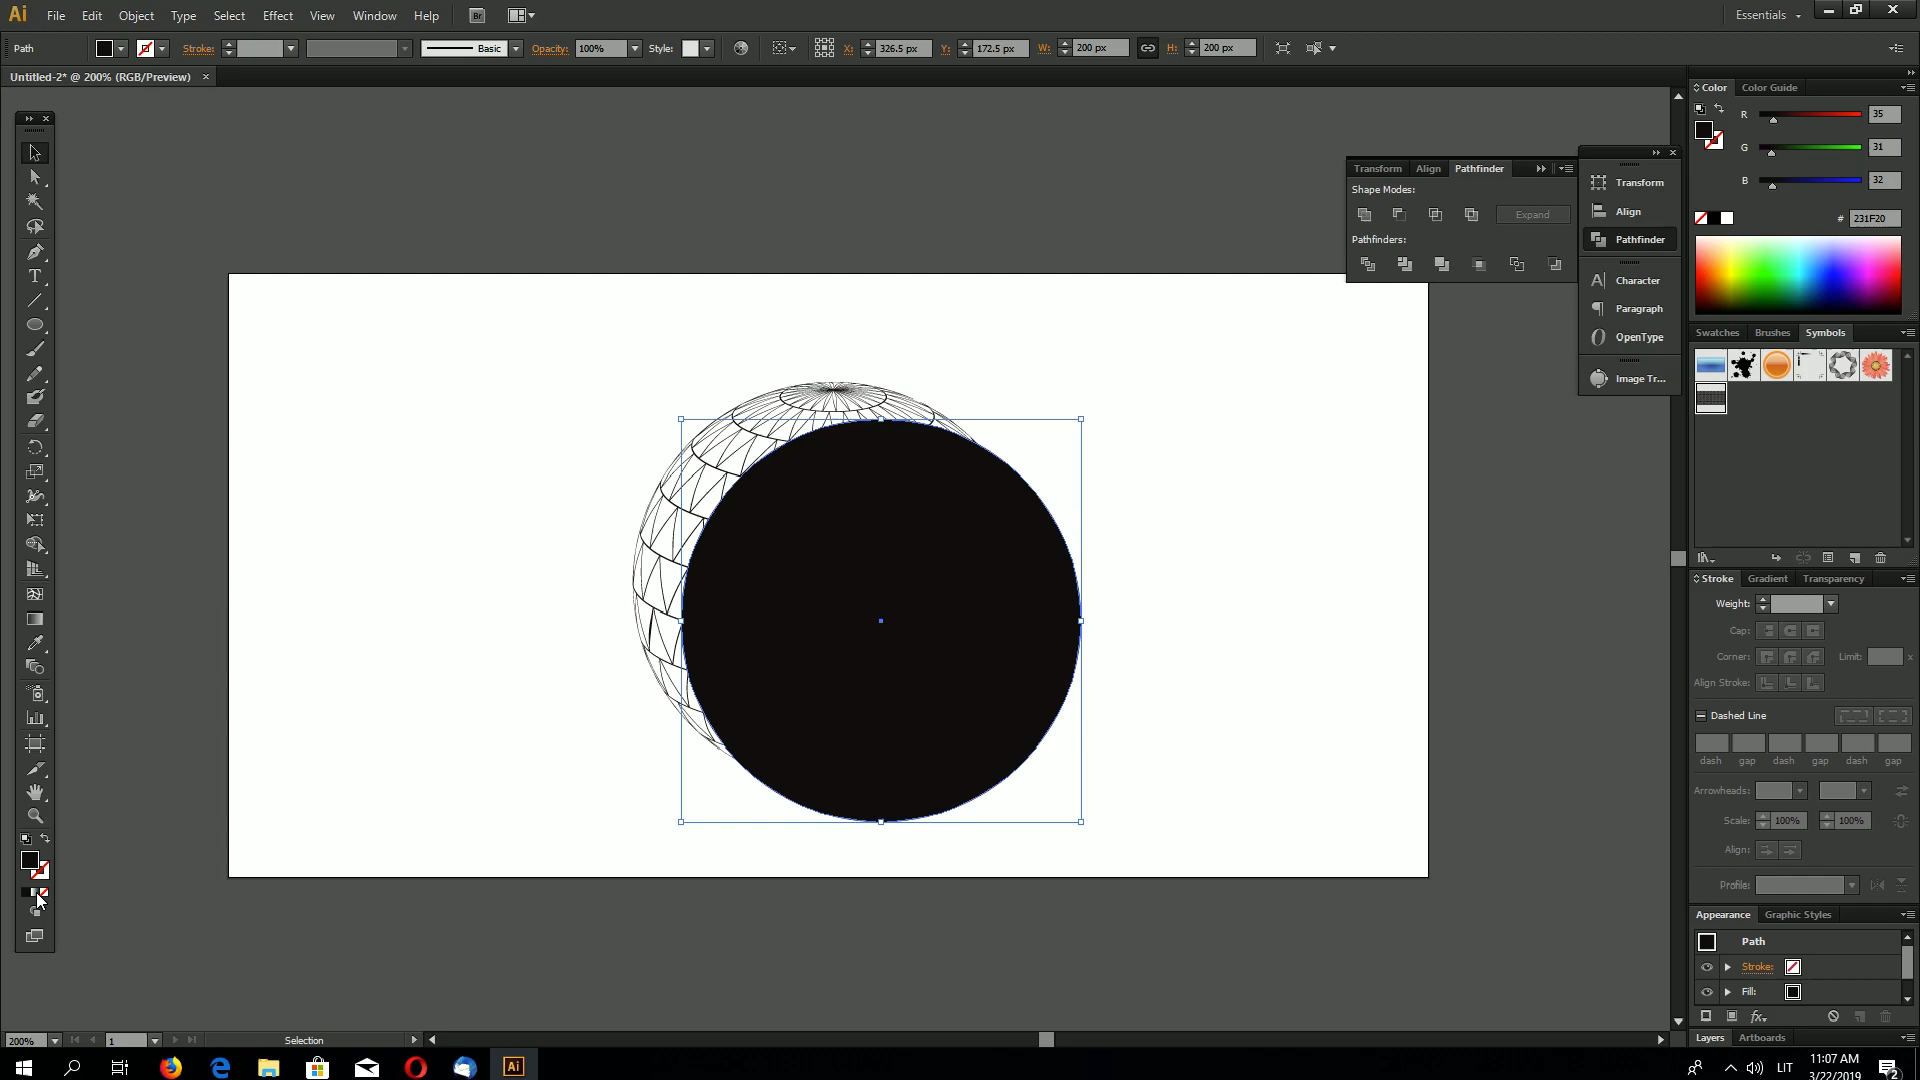 Ai File Edit Object Type Select Effect View Window Help Br Essentials
Path Stroke: Basic Opacity: 100% Style: X: 326.5 px Y: 172.5 px W: 200 px H: 200 px
Untitled-2* @ 200% (RGB/Preview)
Color Color Guide
R 35
G 31
B 32
# 231F20
Transform Align Pathfinder
Shape Modes:
Expand
Pathfinders:
Transform
Align
Pathfinder
Character
Paragraph
OpenType
Image Tr...
Swatches Brushes Symbols
Stroke Gradient Transparency
Weight:
Cap:
Corner: Limit: x
Align Stroke:
Dashed Line
dash gap dash gap dash gap
Arrowheads:
Scale: 100% 100%
Align:
Profile:
Appearance Graphic Styles
Path
Stroke:
Fill:
fx
Layers Artboards
200% 1 Selection
Ai LIT 11:07 AM
3/22/2019 2